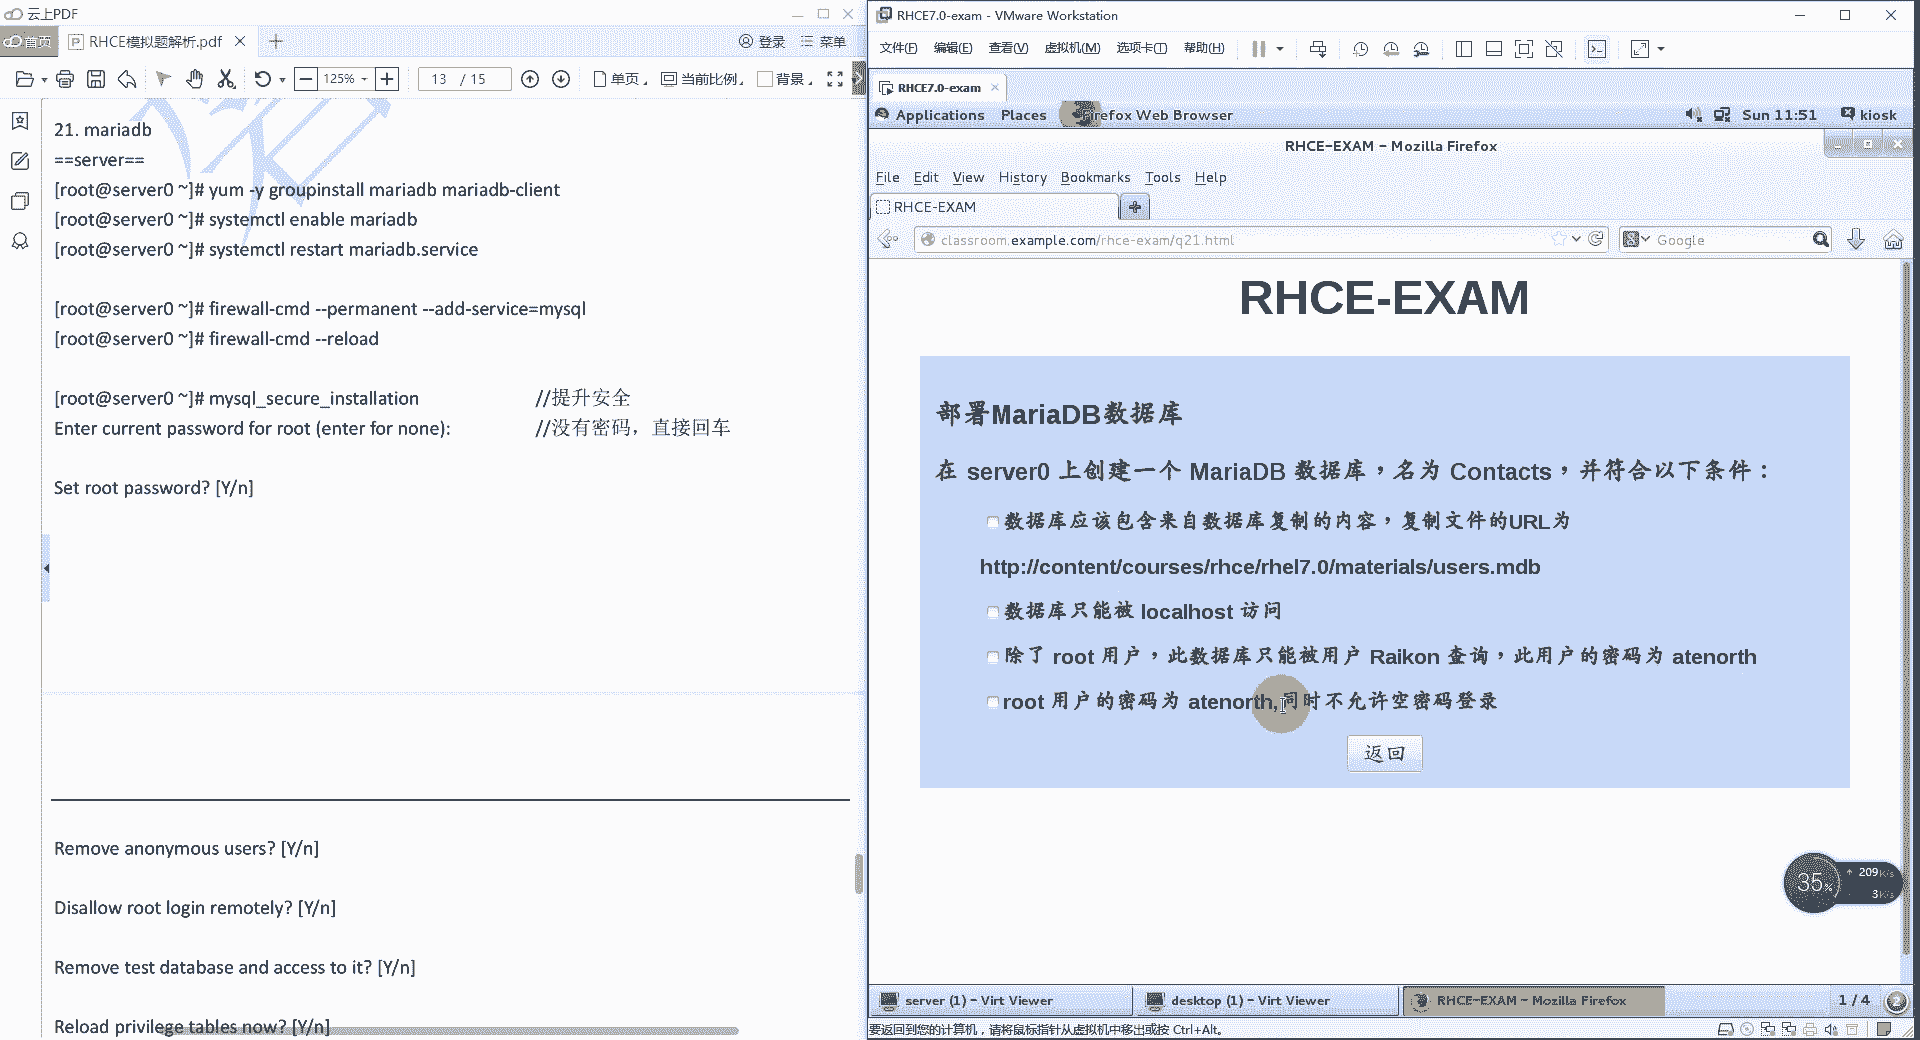 云上PDF
首页
RHCE模拟题解析.pdf
登录
菜单
125%
13 / 15
单页
当前比例
背景
21. mariadb
==server==
[root@server0 ~]# yum -y groupinstall mariadb mariadb-client
[root@server0 ~]# systemctl enable mariadb
[root@server0 ~]# systemctl restart mariadb.service
[root@server0 ~]# firewall-cmd --permanent --add-service=mysql
[root@server0 ~]# firewall-cmd --reload
[root@server0 ~]# mysql_secure_installation //提升安全
Enter current password for root (enter for none): //没有密码，直接回车
Set root password? [Y/n]
Remove anonymous users? [Y/n]
Disallow root login remotely? [Y/n]
Remove test database and access to it? [Y/n]
Reload privilege tables now? [Y/n]
RHCE7.0-exam - VMware Workstation
文件(F) 编辑(E) 查看(V) 虚拟机(M) 选项卡(T) 帮助(H)
RHCE7.0-exam
Applications Places Firefox Web Browser Sun 11:51 kiosk
RHCE-EXAM - Mozilla Firefox
File Edit View History Bookmarks Tools Help
RHCE-EXAM
classroom.example.com/rhce-exam/q21.html
Google
RHCE-EXAM
部署MariaDB数据库
在 server0 上创建一个 MariaDB 数据库，名为 Contacts，并符合以下条件：
数据库应该包含来自数据库复制的内容，复制文件的URL为
http://content/courses/rhce/rhel7.0/materials/users.mdb
数据库只能被 localhost 访问
除了 root 用户，此数据库只能被用户 Raikon 查询，此用户的密码为 atenorth
root 用户的密码为 atenorth,同时不允许空密码登录
返回
35%
209K/s
3K/s
server (1) - Virt Viewer
desktop (1) - Virt Viewer
RHCE-EXAM - Mozilla Firefox
1 / 4
2
要返回到您的计算机，请将鼠标指针从虚拟机中移出或按 Ctrl+Alt。